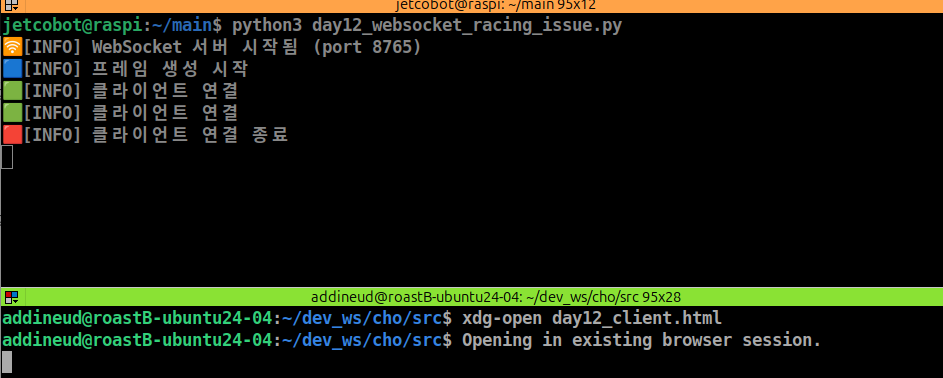 jetcobot@raspi: ~/main 95x12
jetcobot@raspi:~/main$ python3 day12_websocket_racing_issue.py
🛜[INFO] WebSocket 서버 시작됨 (port 8765)
🟦[INFO] 프레임 생성 시작
🟩[INFO] 클라이언트 연결
🟩[INFO] 클라이언트 연결
🟥[INFO] 클라이언트 연결 종료
addineud@roastB-ubuntu24-04: ~/dev_ws/cho/src 95x28
addineud@roastB-ubuntu24-04:~/dev_ws/cho/src$ xdg-open day12_client.html
addineud@roastB-ubuntu24-04:~/dev_ws/cho/src$ Opening in existing browser session.